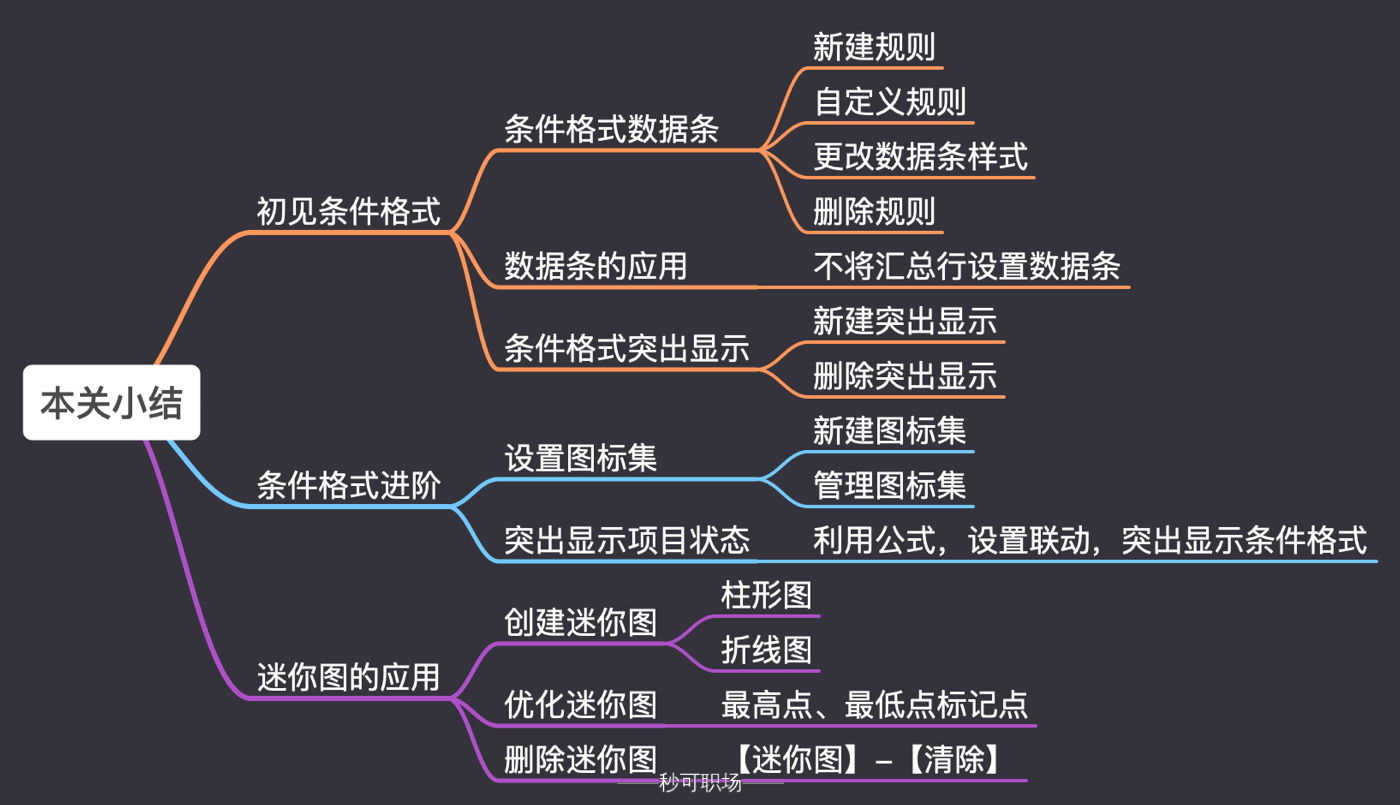 本关小结
初见条件格式
条件格式数据条
新建规则
自定义规则
更改数据条样式
删除规则
数据条的应用
不将汇总行设置数据条
条件格式突出显示
新建突出显示
删除突出显示
条件格式进阶
设置图标集
新建图标集
管理图标集
突出显示项目状态
利用公式，设置联动，突出显示条件格式
迷你图的应用
创建迷你图
柱形图
折线图
优化迷你图
最高点、最低点标记点
删除迷你图
【迷你图】–【清除】
秒可职场